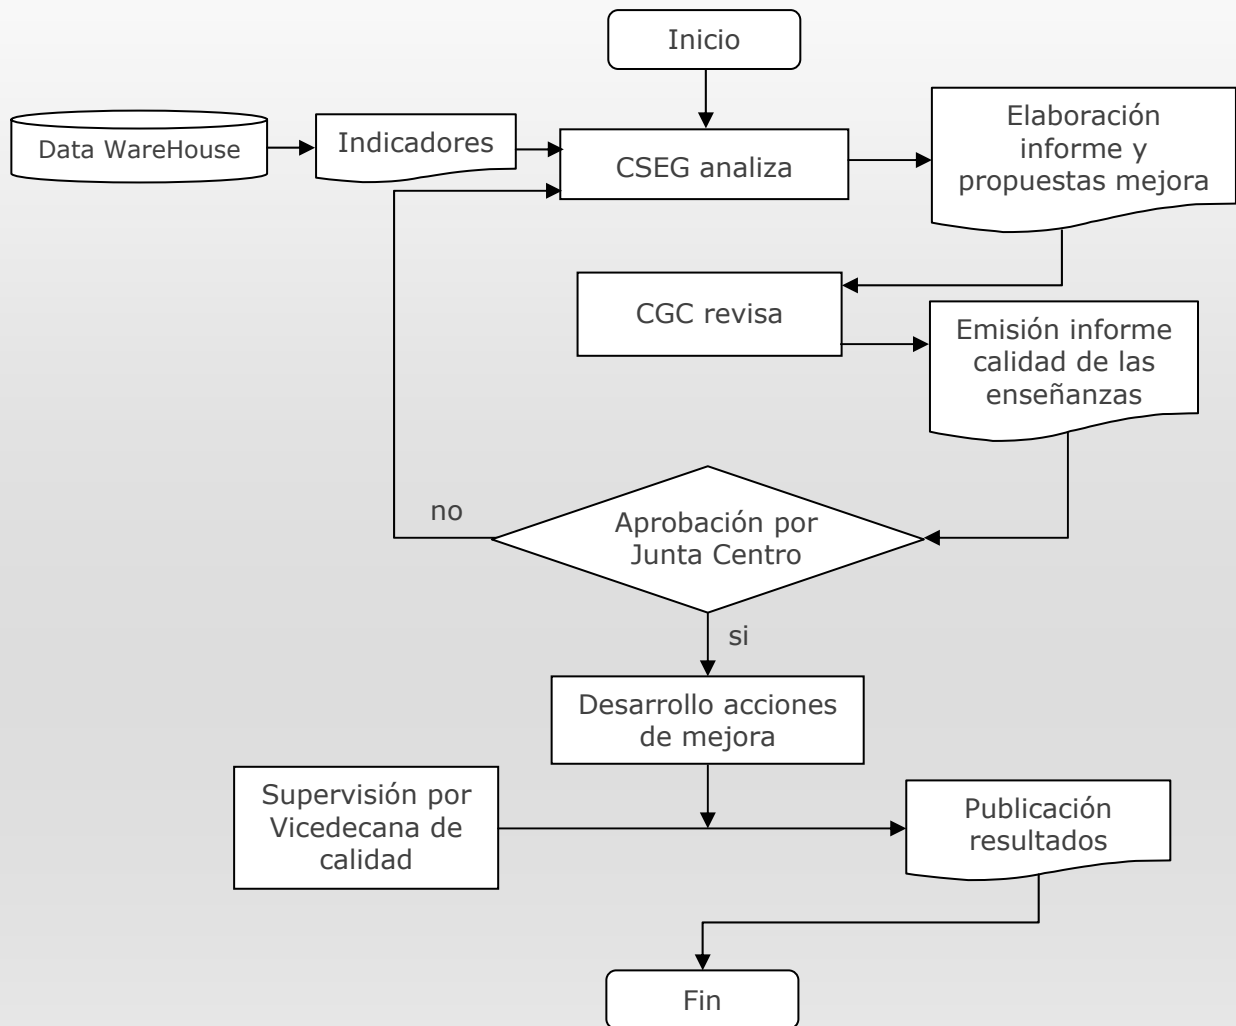 Inicio
Data WareHouse
Indicadores
CSEG analiza
Elaboración
informe y
propuestas mejora
CGC revisa
Emisión informe
calidad de las
enseñanzas
no
Aprobación por
Junta Centro
si
Desarrollo acciones
de mejora
Supervisión por
Vicedecana de
calidad
Publicación
resultados
Fin